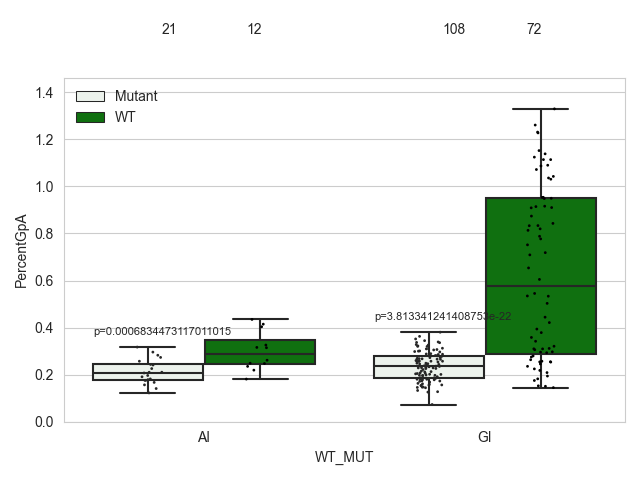 21 12 108 72
1.4
1.2
1.0
0.8
0.6
0.4
0.2
0.0
PercentGpA
Mutant
WT
p=0.0006834473117011015
p=3.813341241408753e-22
AI GI
WT_MUT